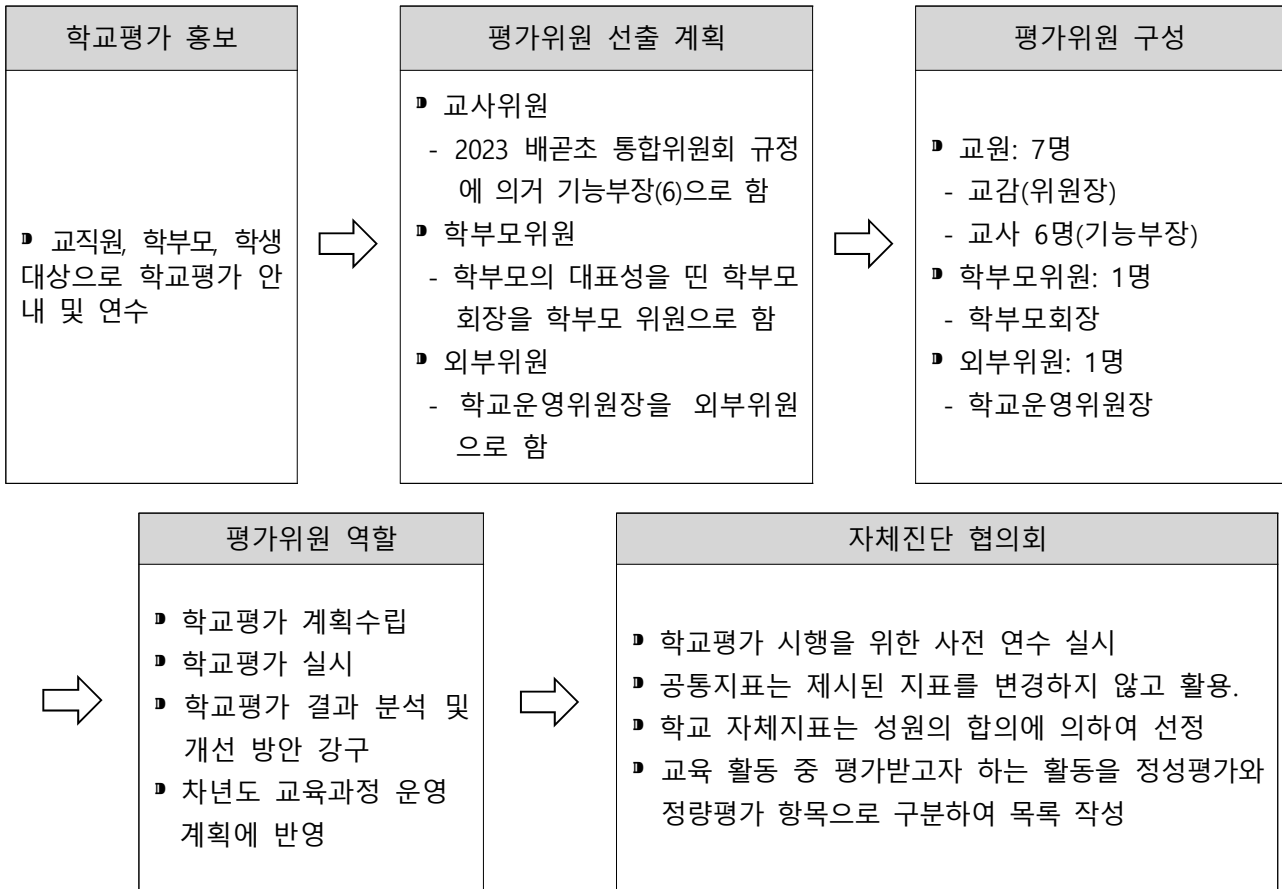 학교평가 홍보
▶ 교직원, 학부모, 학생
대상으로 학교평가 안
내 및 연수
평가위원 선출 계획
▶ 교사위원
- 2023 배곧초 통합위원회 규정
에 의거 기능부장(6)으로 함
▶ 학부모위원
- 학부모의 대표성을 띤 학부모
회장을 학부모 위원으로 함
▶ 외부위원
- 학교운영위원장을 외부위원
으로 함
평가위원 구성
▶ 교원: 7명
- 교감(위원장)
- 교사 6명(기능부장)
▶ 학부모위원: 1명
- 학부모회장
▶ 외부위원: 1명
- 학교운영위원장
평가위원 역할
▶ 학교평가 계획수립
▶ 학교평가 실시
▶ 학교평가 결과 분석 및
개선 방안 강구
▶ 차년도 교육과정 운영
계획에 반영
자체진단 협의회
▶ 학교평가 시행을 위한 사전 연수 실시
▶ 공통지표는 제시된 지표를 변경하지 않고 활용.
▶ 학교 자체지표는 성원의 합의에 의하여 선정
▶ 교육 활동 중 평가받고자 하는 활동을 정성평가와
정량평가 항목으로 구분하여 목록 작성